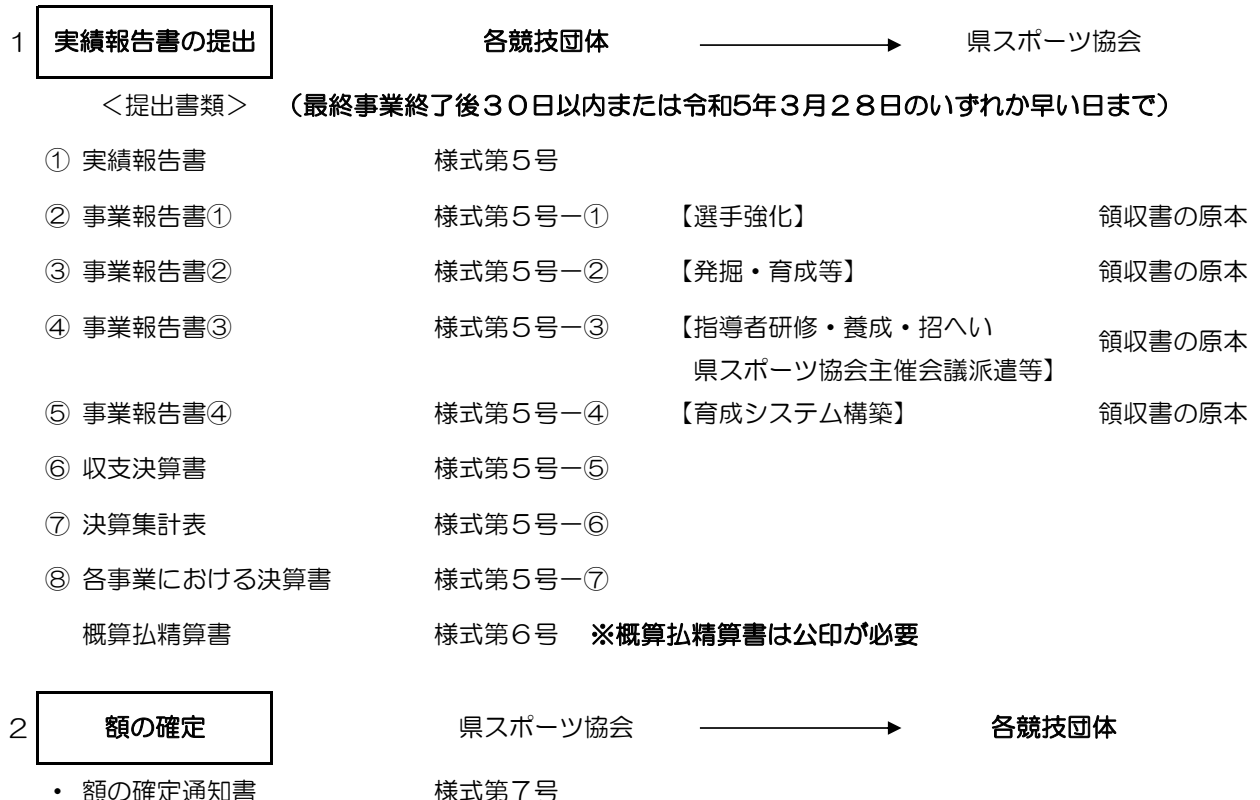 1 実績報告書の提出 各競技団体 県スポーツ協会
＜提出書類＞ （最終事業終了後３０日以内または令和5年３月２８日のいずれか早い日まで）
① 実績報告書 様式第５号
② 事業報告書① 様式第５号ー① 【選手強化】 領収書の原本
③ 事業報告書② 様式第５号ー② 【発掘・育成等】 領収書の原本
④ 事業報告書③ 様式第５号ー③ 【指導者研修・養成・招へい 領収書の原本
県スポーツ協会主催会議派遣等】
⑤ 事業報告書④ 様式第５号ー④ 【育成システム構築】 領収書の原本
⑥ 収支決算書 様式第５号ー⑤
⑦ 決算集計表 様式第５号ー⑥
⑧ 各事業における決算書 様式第５号ー⑦
概算払精算書 様式第６号 ※概算払精算書は公印が必要
2 額の確定 県スポーツ協会 各競技団体
・ 額の確定通知書 様式第７号